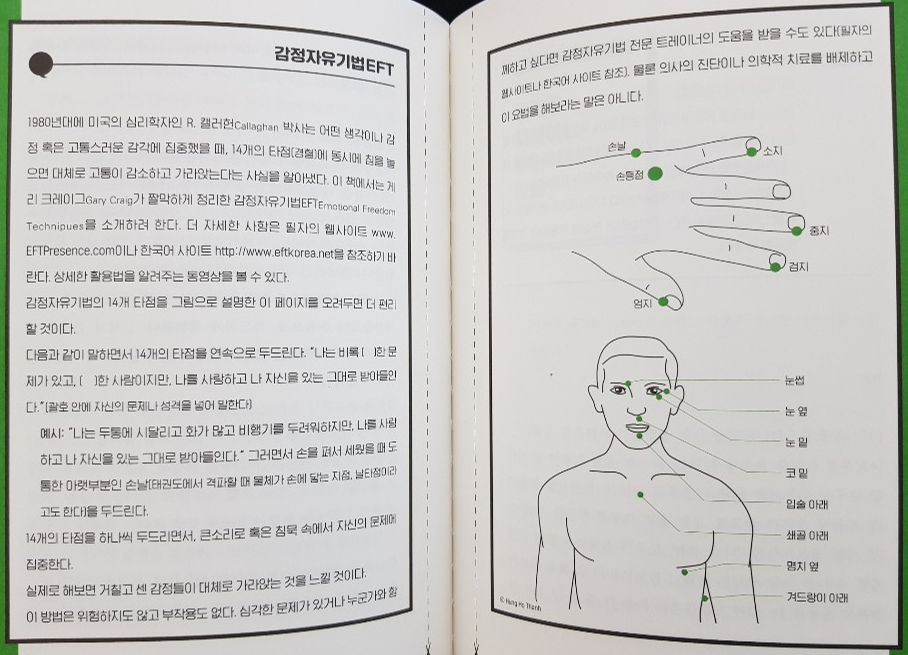 감정자유기법EFT
1980년대에 미국의 심리학자인 R. 캘러헌Callaghan 박사는 어떤 생각이나 감
정 혹은 고통스러운 감각에 집중했을 때, 14개의 타점(경혈)에 동시에 침을 놓
으면 대체로 고통이 감소하고 가라앉는다는 사실을 알아냈다. 이 책에서는 게
리 크레이그Gary Craig가 짤막하게 정리한 감정자유기법EFTEmotional Freedom
Technipues를 소개하려 한다. 더 자세한 사항은 필자의 웹사이트 www.
EFTPresence.com이나 한국어 사이트 http://www.eftkorea.net을 참조하기 바
란다. 상세한 활용법을 알려주는 동영상을 볼 수 있다.
감정자유기법의 14개 타점을 그림으로 설명한 이 페이지를 오려두면 더 편리
할 것이다.
다음과 같이 말하면서 14개의 타점을 연속으로 두드린다. “나는 비록 [ ]한 문
제가 있고, [ ]한 사람이지만, 나를 사랑하고 나 자신을 있는 그대로 받아들인
다.”(괄호 안에 자신의 문제나 성격을 넣어 말한다)
예시: “나는 두통에 시달리고 화가 많고 비행기를 두려워하지만, 나를 사랑
하고 나 자신을 있는 그대로 받아들인다.” 그러면서 손을 펴서 세웠을 때 도
톰한 아랫부분인 손날(태권도에서 격파할 때 물체가 손에 닿는 지점, 날타점이라
고도 한다)을 두드린다.
14개의 타점을 하나씩 두드리면서, 큰소리로 혹은 침묵 속에서 자신의 문제에
집중한다.
실제로 해보면 거칠고 센 감정들이 대체로 가라앉는 것을 느낄 것이다.
이 방법은 위험하지도 않고 부작용도 없다. 심각한 문제가 있거나 누군가와 함
께하고 싶다면 감정자유기법 전문 트레이너의 도움을 받을 수도 있다(필자의
웹사이트나 한국어 사이트 참조). 물론 의사의 진단이나 의학적 치료를 배제하고
이 요법을 해보라는 말은 아니다.
손날
소지
손등점
중지
검지
엄지
눈썹
눈 옆
눈 밑
코 밑
입술 아래
쇄골 아래
명치 옆
겨드랑이 아래
© Hung Ho Thanh